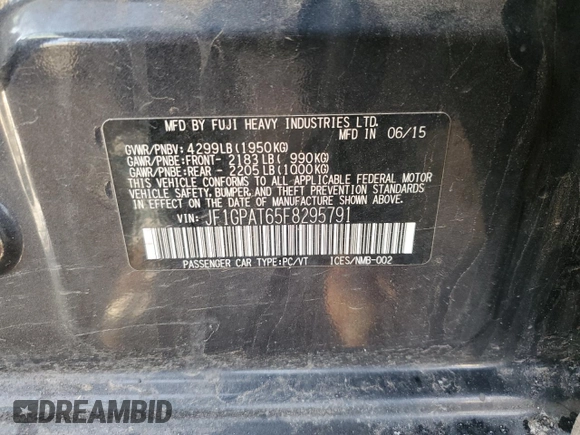 MFD BY FUJI HEAVY INDUSTRIES LTD.
MFD IN 06/15
GVWR/PNBV: 4299LB(1950KG)
GAWR/PNBE:FRONT- 2183LB( 990KG)
GAWR/PNBE:REAR - 2205LB(1000KG)
THIS VEHICLE CONFORMS TO ALL APPLICABLE FEDERAL MOTOR
VEHICLE SAFETY, BUMPER, AND THEFT PREVENTION STANDARDS
IN EFFECT ON THE DATE OF MANUFACTURE SHOWN ABOVE.
VIN: JF1GPAT65F8295791
PASSENGER CAR TYPE:PC/VT 1CES/NMB-002
DREAMBID